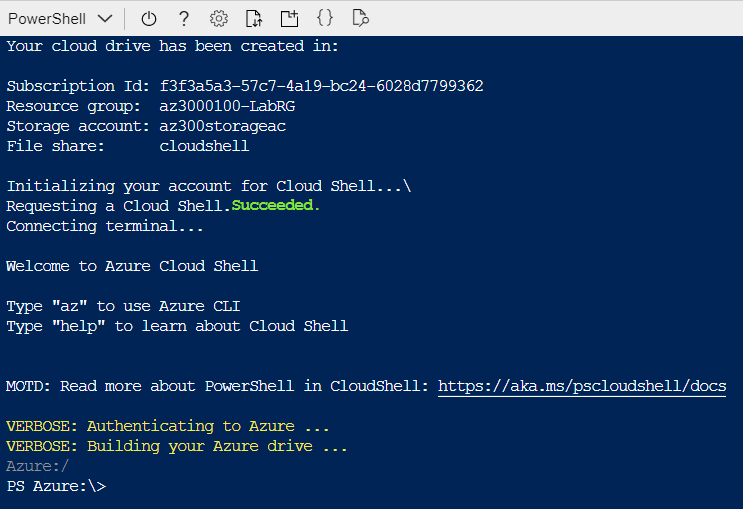 PowerShell
Your cloud drive has been created in:
Subscription Id: f3f3a5a3-57c7-4a19-bc24-6028d7799362
Resource group:  az3000100-LabRG
Storage account: az300storageac
File share:      cloudshell
Initializing your account for Cloud Shell...\
Requesting a Cloud Shell.Succeeded.
Connecting terminal...
Welcome to Azure Cloud Shell
Type "az" to use Azure CLI
Type "help" to learn about Cloud Shell
MOTD: Read more about PowerShell in CloudShell: https://aka.ms/pscloudshell/docs
VERBOSE: Authenticating to Azure ...
VERBOSE: Building your Azure drive ...
Azure:/
PS Azure:\>